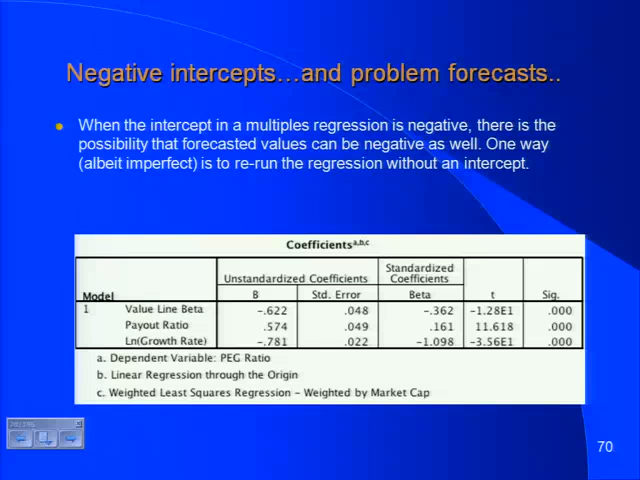 Negative intercepts…and problem forecasts..
When the intercept in a multiples regression is negative, there is the
possibility that forecasted values can be negative as well. One way
(albeit imperfect) is to re-run the regression without an intercept.
Coefficientsa,b,c
Model Unstandardized Coefficients Standardized Coefficients t Sig.
B Std. Error Beta
1 Value Line Beta -.622 .048 -.362 -1.28E1 .000
Payout Ratio .574 .049 .161 11.618 .000
Ln(Growth Rate) -.781 .022 -1.098 -3.56E1 .000
a. Dependent Variable: PEG Ratio
b. Linear Regression through the Origin
c. Weighted Least Squares Regression - Weighted by Market Cap
70